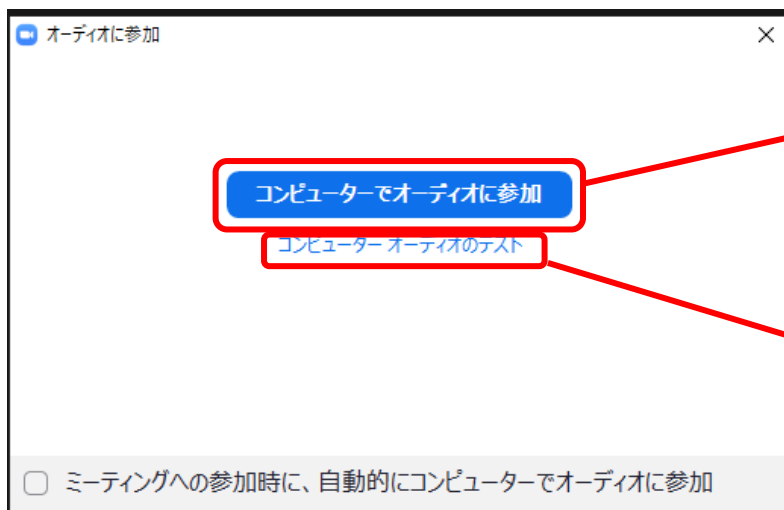 オーディオに参加
コンピューターでオーディオに参加
コンピューター オーディオのテスト
ミーティングへの参加時に、自動的にコンピューターでオーディオに参加